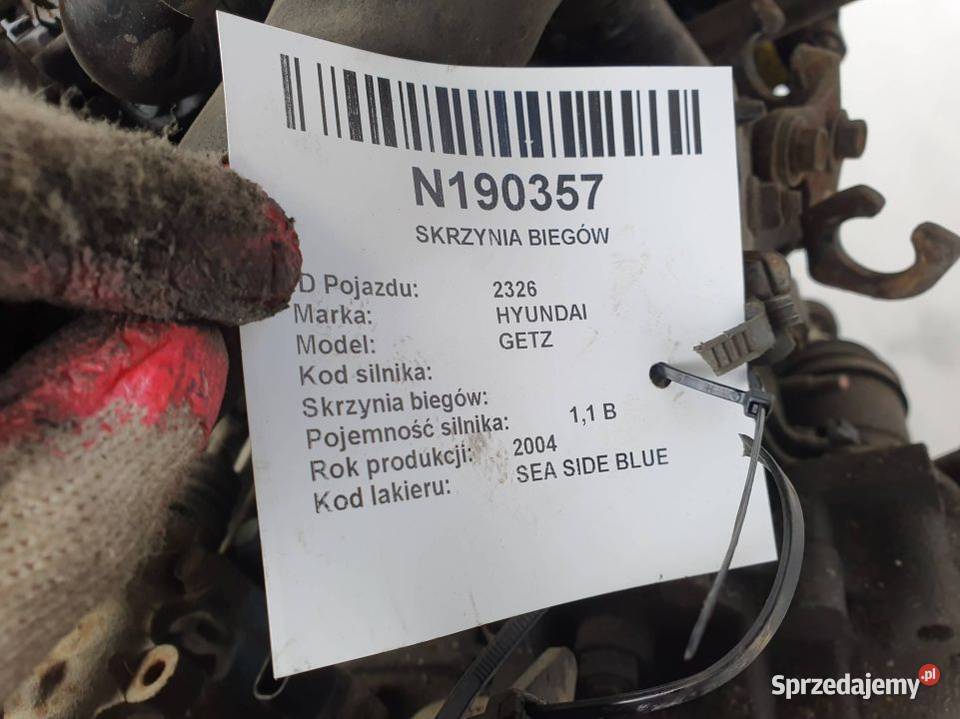 N190357
SKRZYNIA BIEGÓW
D Pojazdu: 2326
Marka: HYUNDAI
Model: GETZ
Kod silnika:
Skrzynia biegów:
Pojemność silnika: 1,1 B
Rok produkcji: 2004
Kod lakieru: SEA SIDE BLUE
Sprzedajemy.pl